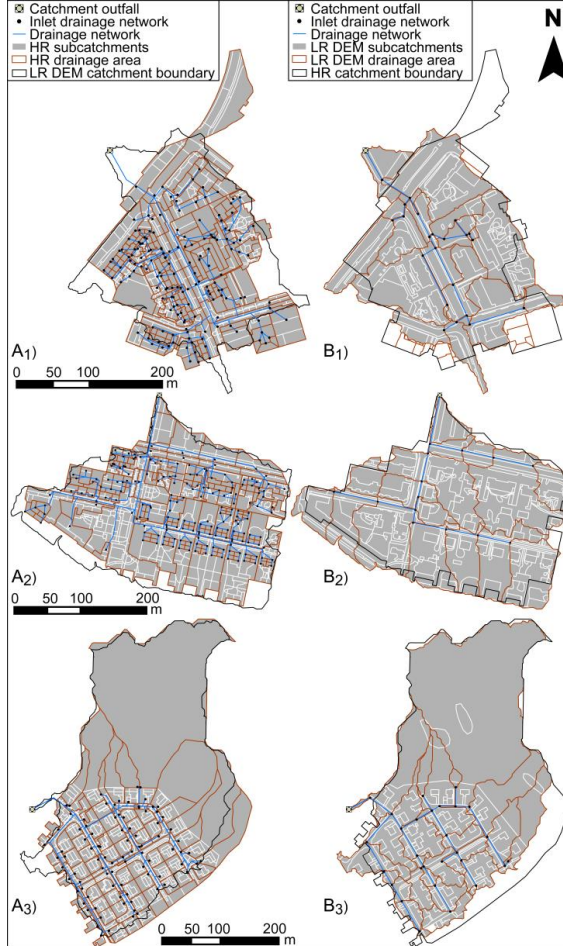 Catchment outfall
Inlet drainage network
Drainage network
HR subcatchments
HR drainage area
LR DEM catchment boundary
Catchment outfall
Inlet drainage network
Drainage network
LR DEM subcatchments
LR DEM drainage area
HR catchment boundary
N
A1)
B1)
0 50 100 200
m
A2)
B2)
0 50 100 200
m
A3)
B3)
0 50 100 200
m